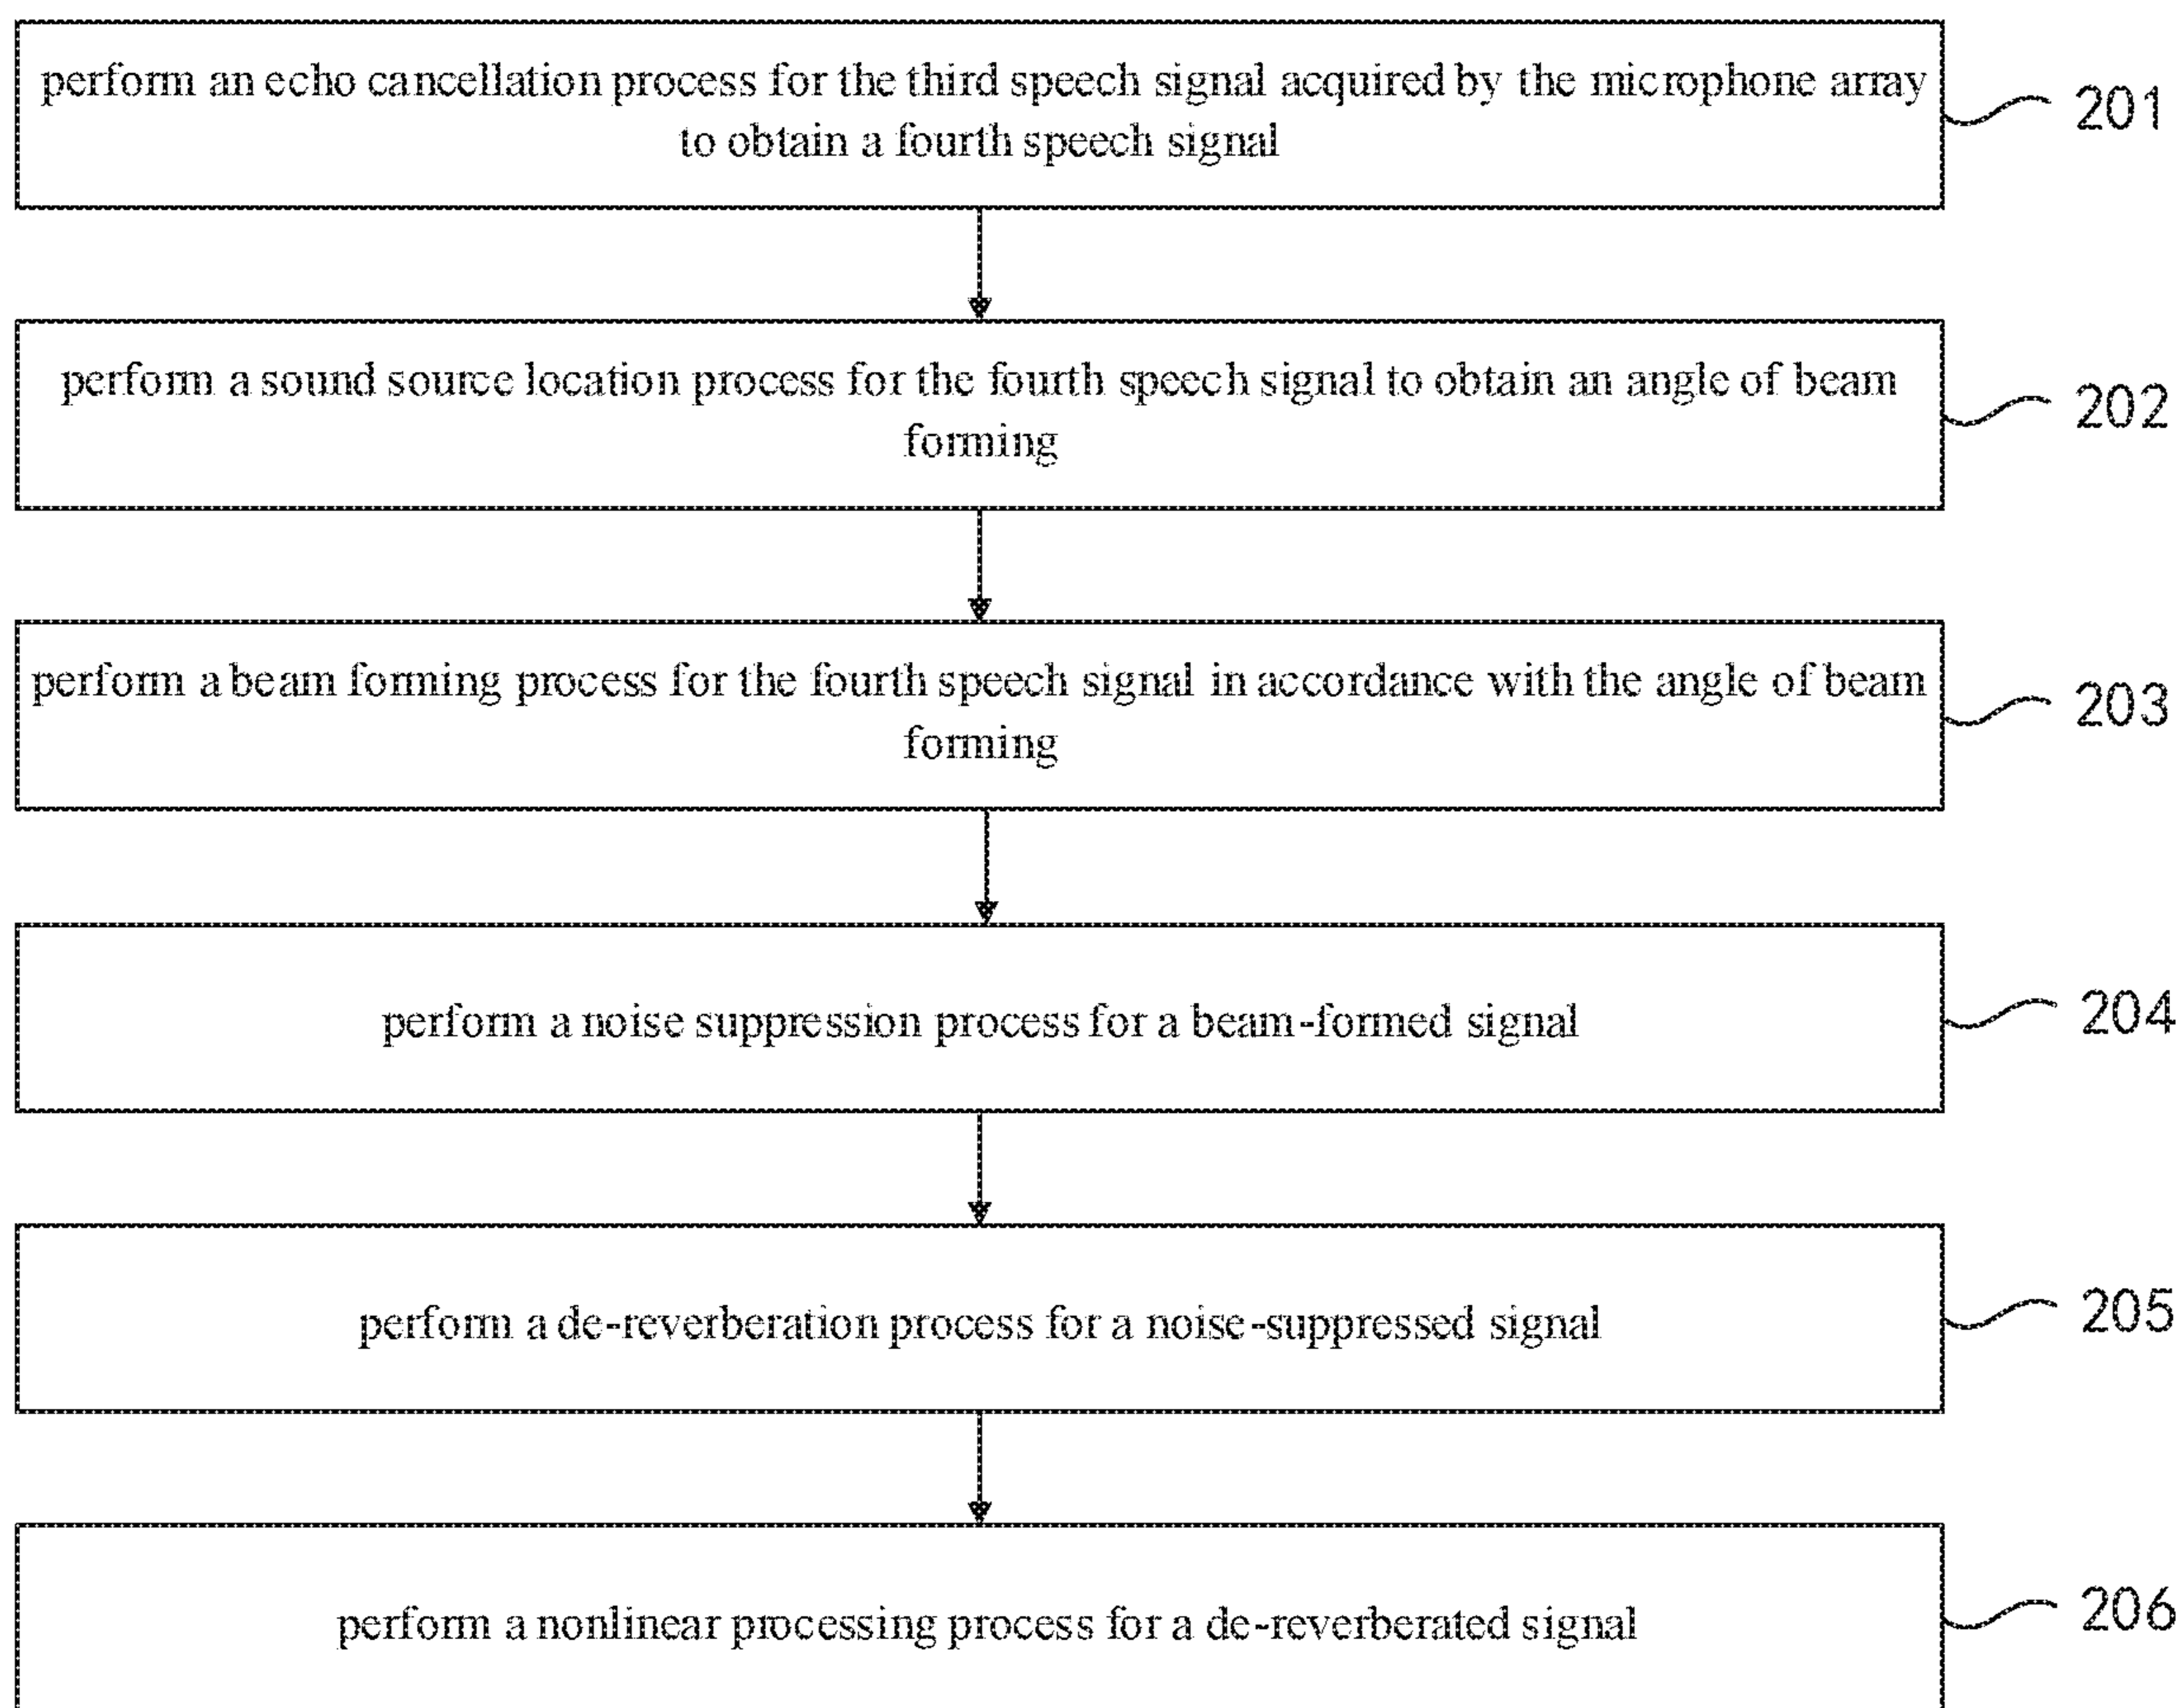 perform an echo cancellation process for the third speech signal acquired by the microphone array
to obtain a fourth speech signal
201
perform a sound source location process for the fourth speech signal to obtain an angle of beam
forming
202
perform a beam forming process for the fourth speech signal in accordance with the angle of beam
forming
203
perform a noise suppression process for a beam-formed signal
204
perform a de-reverberation process for a noise-suppressed signal
205
perform a nonlinear processing process for a de-reverberated signal
206